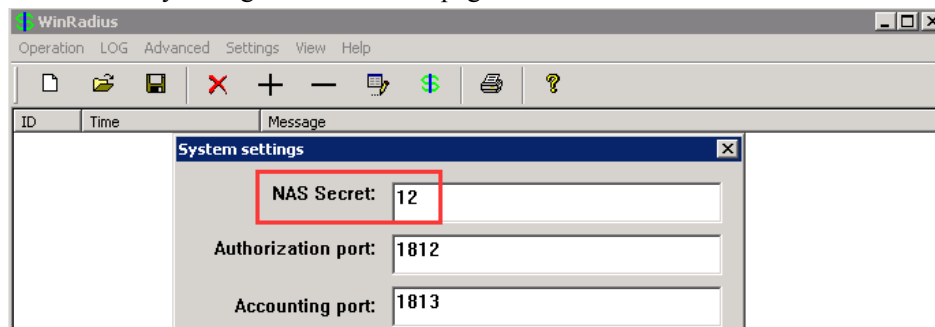 WinRadius
Operation LOG Advanced Settings View Help
ID Time Message
System settings
NAS Secret: 12
Authorization port: 1812
Accounting port: 1813